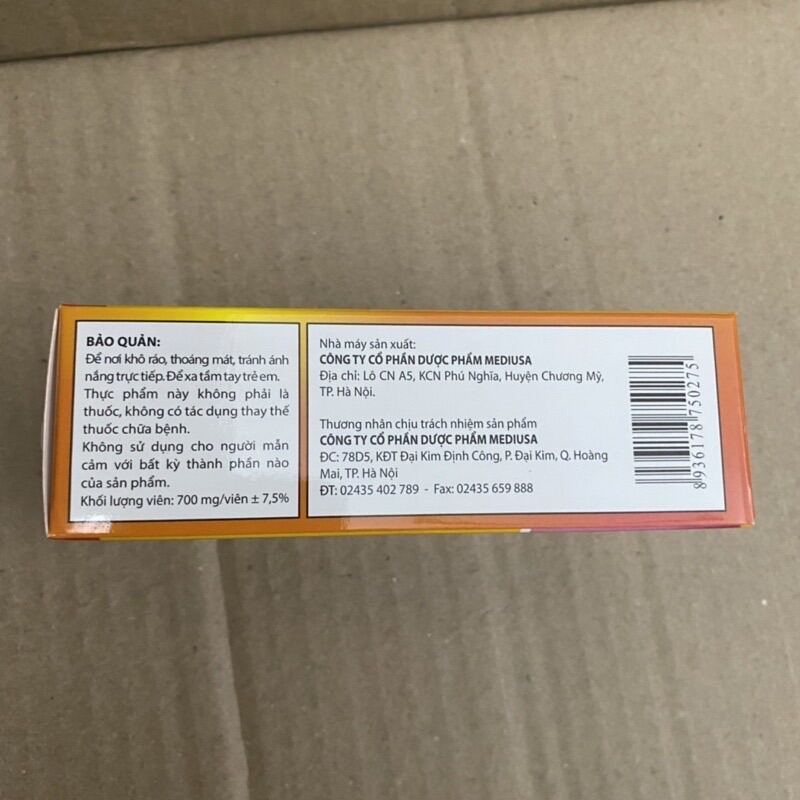 BẢO QUẢN:
Để nơi khô ráo, thoáng mát, tránh ánh
nắng trực tiếp. Để xa tầm tay trẻ em.
Thực phẩm này không phải là
thuốc, không có tác dụng thay thế
thuốc chữa bệnh.
Không sử dụng cho người mẫn
cảm với bất kỳ thành phần nào
của sản phẩm.
Khối lượng viên: 700 mg/viên ± 7,5%
Nhà máy sản xuất:
CÔNG TY CỔ PHẦN DƯỢC PHẨM MEDIUSA
Địa chỉ: Lô CN A5, KCN Phú Nghĩa, Huyện Chương Mỹ,
TP. Hà Nội.
Thương nhân chịu trách nhiệm sản phẩm
CÔNG TY CỔ PHẦN DƯỢC PHẨM MEDIUSA
ĐC: 78D5, KĐT Đại Kim Định Công, P. Đại Kim, Q. Hoàng
Mai, TP. Hà Nội
ĐT: 02435 402 789 - Fax: 02435 659 888
8 936178 750275